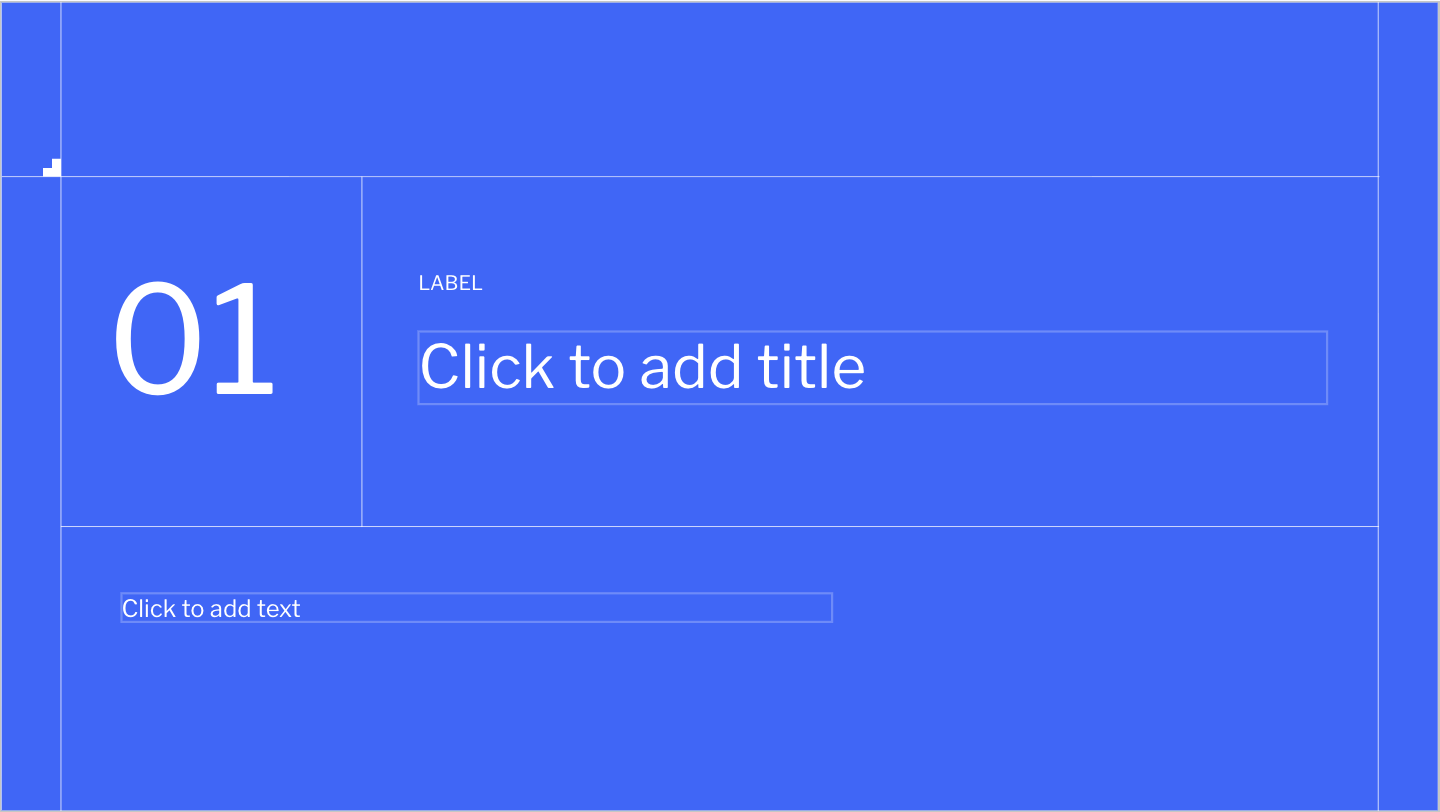 01
LABEL
Click to add title
Click to add text